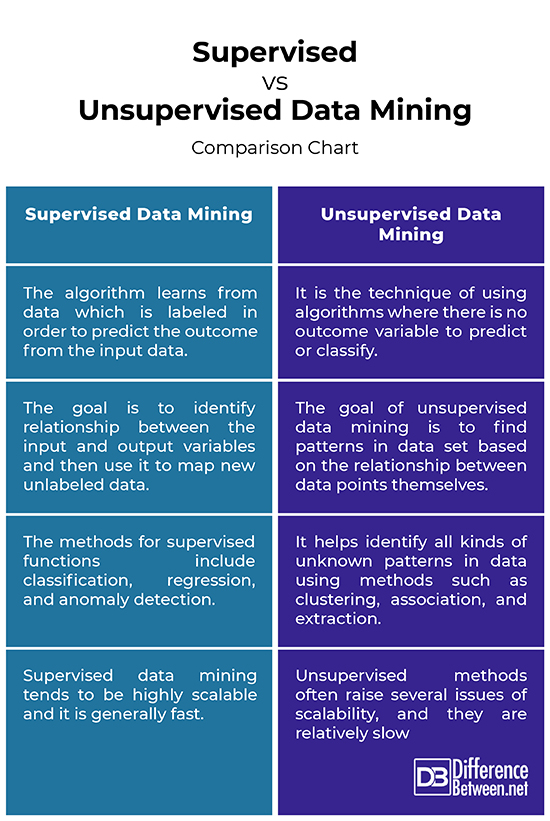 Supervised
VS
Unsupervised Data Mining
Comparison Chart
Supervised Data Mining
Unsupervised Data
Mining
The algorithm learns from
data which is labeled in
order to predict the outcome
from the input data.
It is the technique of using
algorithms where there is no
outcome variable to predict
or classify.
The goal is to identify
relationship between the
input and output variables
and then use it to map new
unlabeled data.
The goal of unsupervised
data mining is to find
patterns in data set based
on the relationship between
data points themselves.
The methods for supervised
functions include
classification, regression,
and anomaly detection.
It helps identify all kinds of
unknown patterns in data
using methods such as
clustering, association, and
extraction.
Supervised data mining
tends to be highly scalable
and it is generally fast.
Unsupervised methods
often raise several issues of
scalability, and they are
relatively slow
DB Difference
Between.net